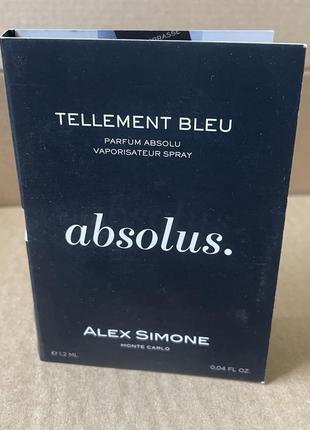 TELLEMENT BLEU
PARFUM ABSOLU
VAPORISATEUR SPRAY
absolus.
ALEX SIMONE
MONTE CARLO
℮ 1,2 ML 0,04 FL OZ.